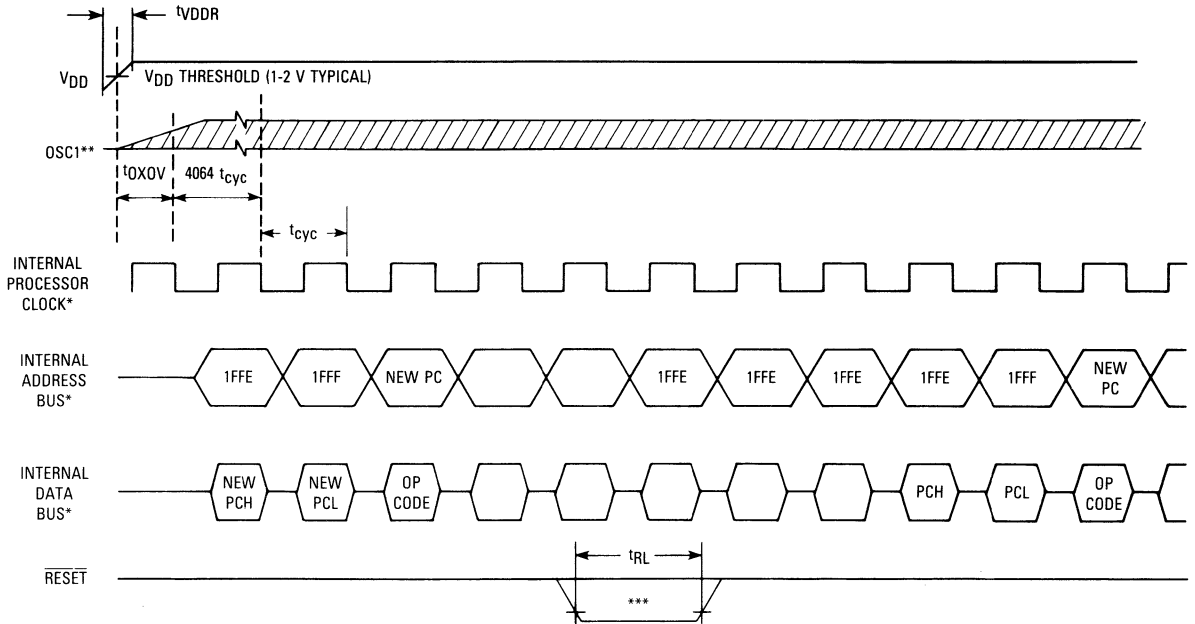 tVDDR
VDD
VDD THRESHOLD (1-2 V TYPICAL)
OSC1**
tOXOV
4064 tcyc
tcyc
INTERNAL
PROCESSOR
CLOCK*
INTERNAL
ADDRESS
BUS*
1FFE
1FFF
NEW PC
1FFE
1FFE
1FFE
1FFE
1FFF
NEW
PC
INTERNAL
DATA
BUS*
NEW
PCH
NEW
PCL
OP
CODE
PCH
PCL
OP
CODE
tRL
RESET
***